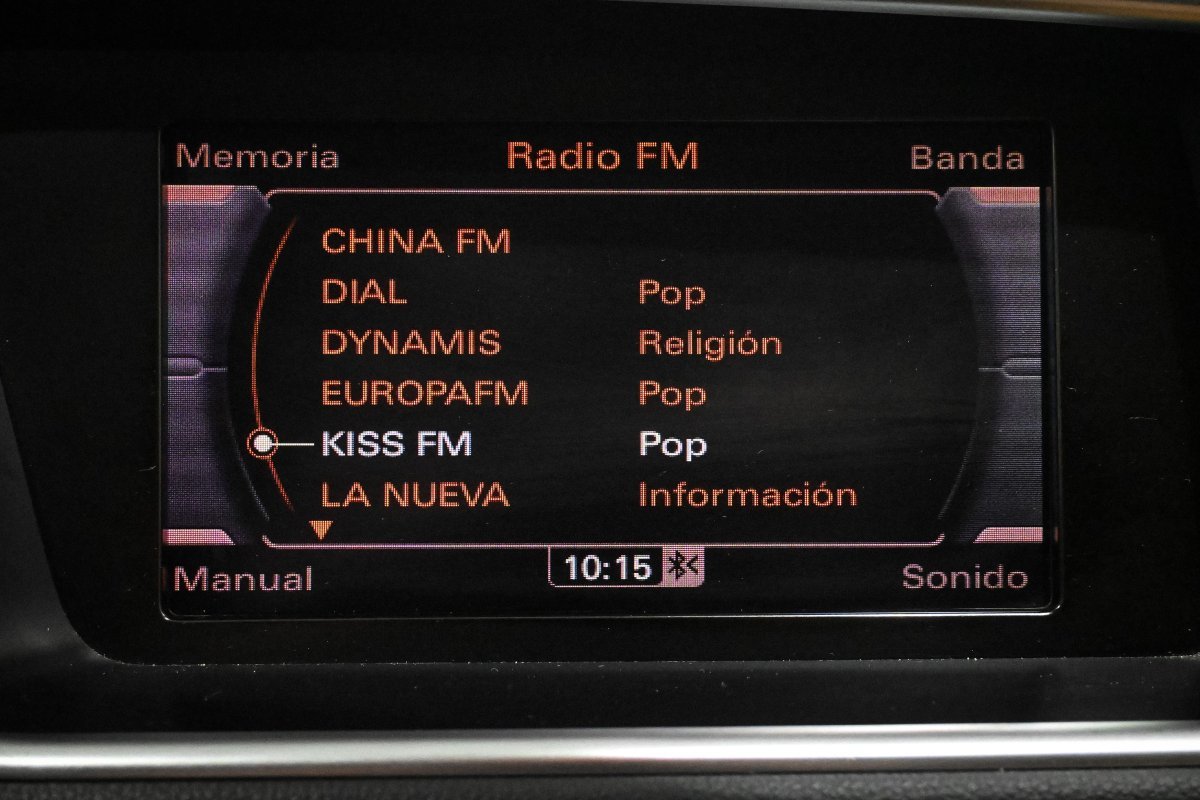 Memoria Radio FM Banda
CHINA FM
DIAL Pop
DYNAMIS Religión
EUROPAFM Pop
KISS FM Pop
LA NUEVA Información
Manual 10:15 Sonido